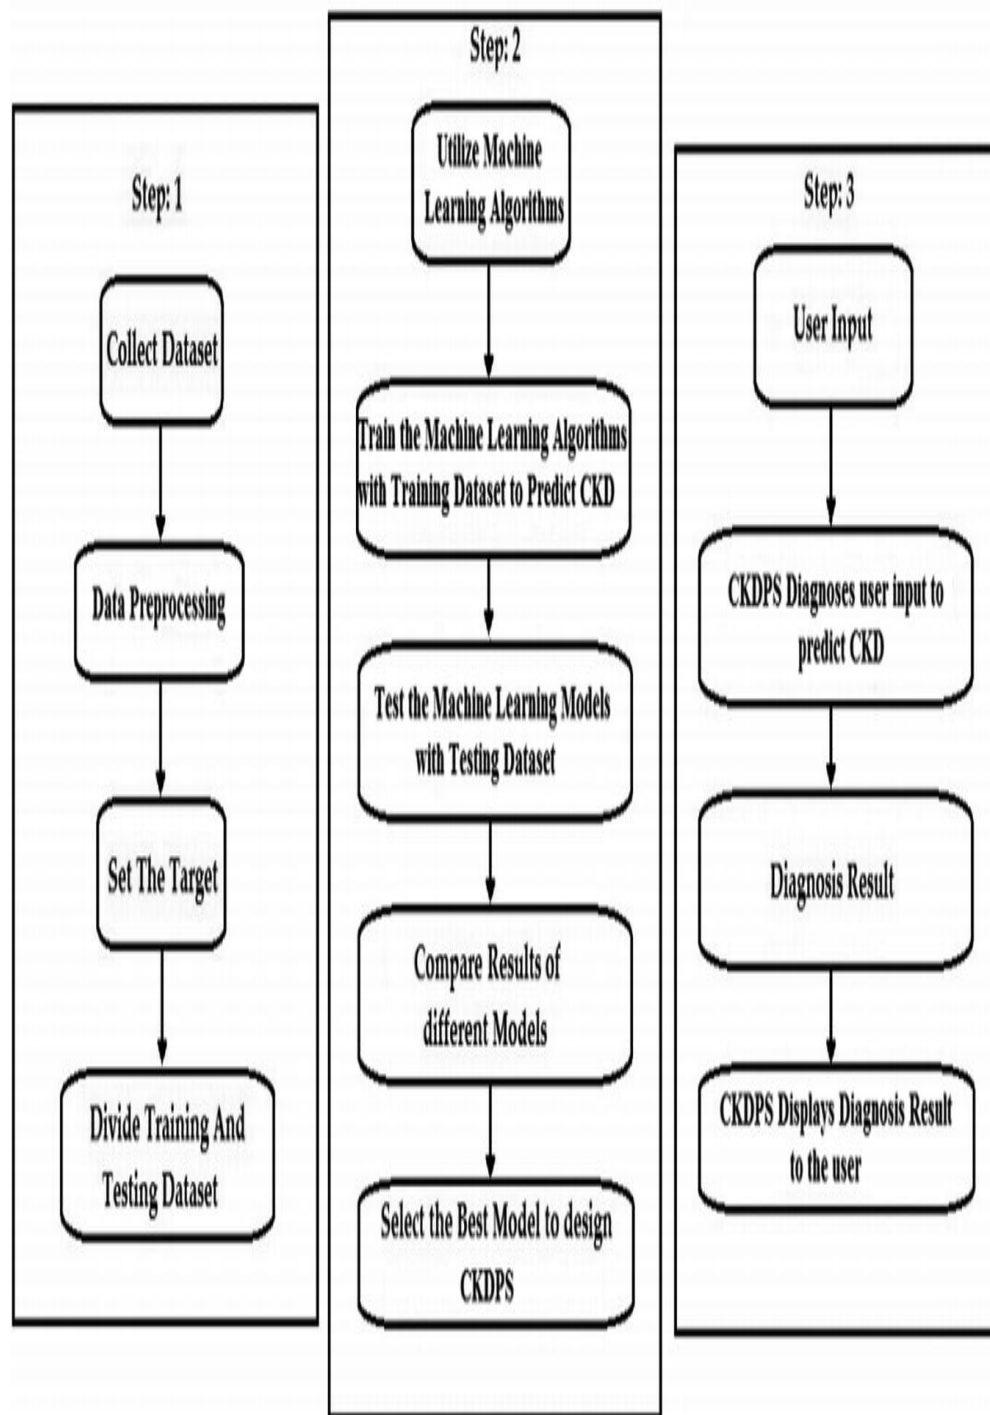 Step: 1
Collect Dataset
Data Preprocessing
Set The Target
Divide Training And
Testing Dataset
Step: 2
Utilize Machine
Learning Algorithms
Train the Machine Learning Algorithms
with Training Dataset to Predict CKD
Test the Machine Learning Models
with Testing Dataset
Compare Results of
different Models
Select the Best Model to design
CKDPS
Step: 3
User Input
CKDPS Diagnoses user input to
predict CKD
Diagnosis Result
CKDPS Displays Diagnosis Result
to the user